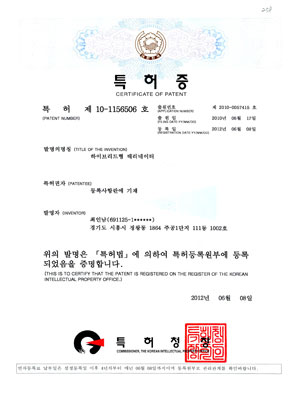 특허증
CERTIFICATE OF PATENT
특 허 제 10-1156506 호
(PATENT NUMBER)
출원번호 제 2010-0057415 호
(APPLICATION NUMBER)
출 원 일 2010년 06월 17일
(FILING DATE:YY/MM/DD)
등 록 일 2012년 06월 08일
(REGISTRATION DATE:YY/MM/DD)
발명의명칭 (TITLE OF THE INVENTION)
하이브리드형
특허권자 (PATENTEE)
등록사항란에 기재
발명자 (INVENTOR)
최인남(691125-1******)
경기도 시흥시 정왕동 1864 주공1단지 111동 1002호
위의 발명은 「특허법」에 의하여 특허등록원부에 등록
되었음을 증명합니다.
(THIS IS TO CERTIFY THAT THE PATENT IS REGISTERED ON THE REGISTER OF THE KOREAN
INTELLECTUAL PROPERTY OFFICE.)
2012년 06월 08일
특 허 청 장
COMMISSIONER, THE KOREAN INTELLECTUAL PROPERTY OFFICE